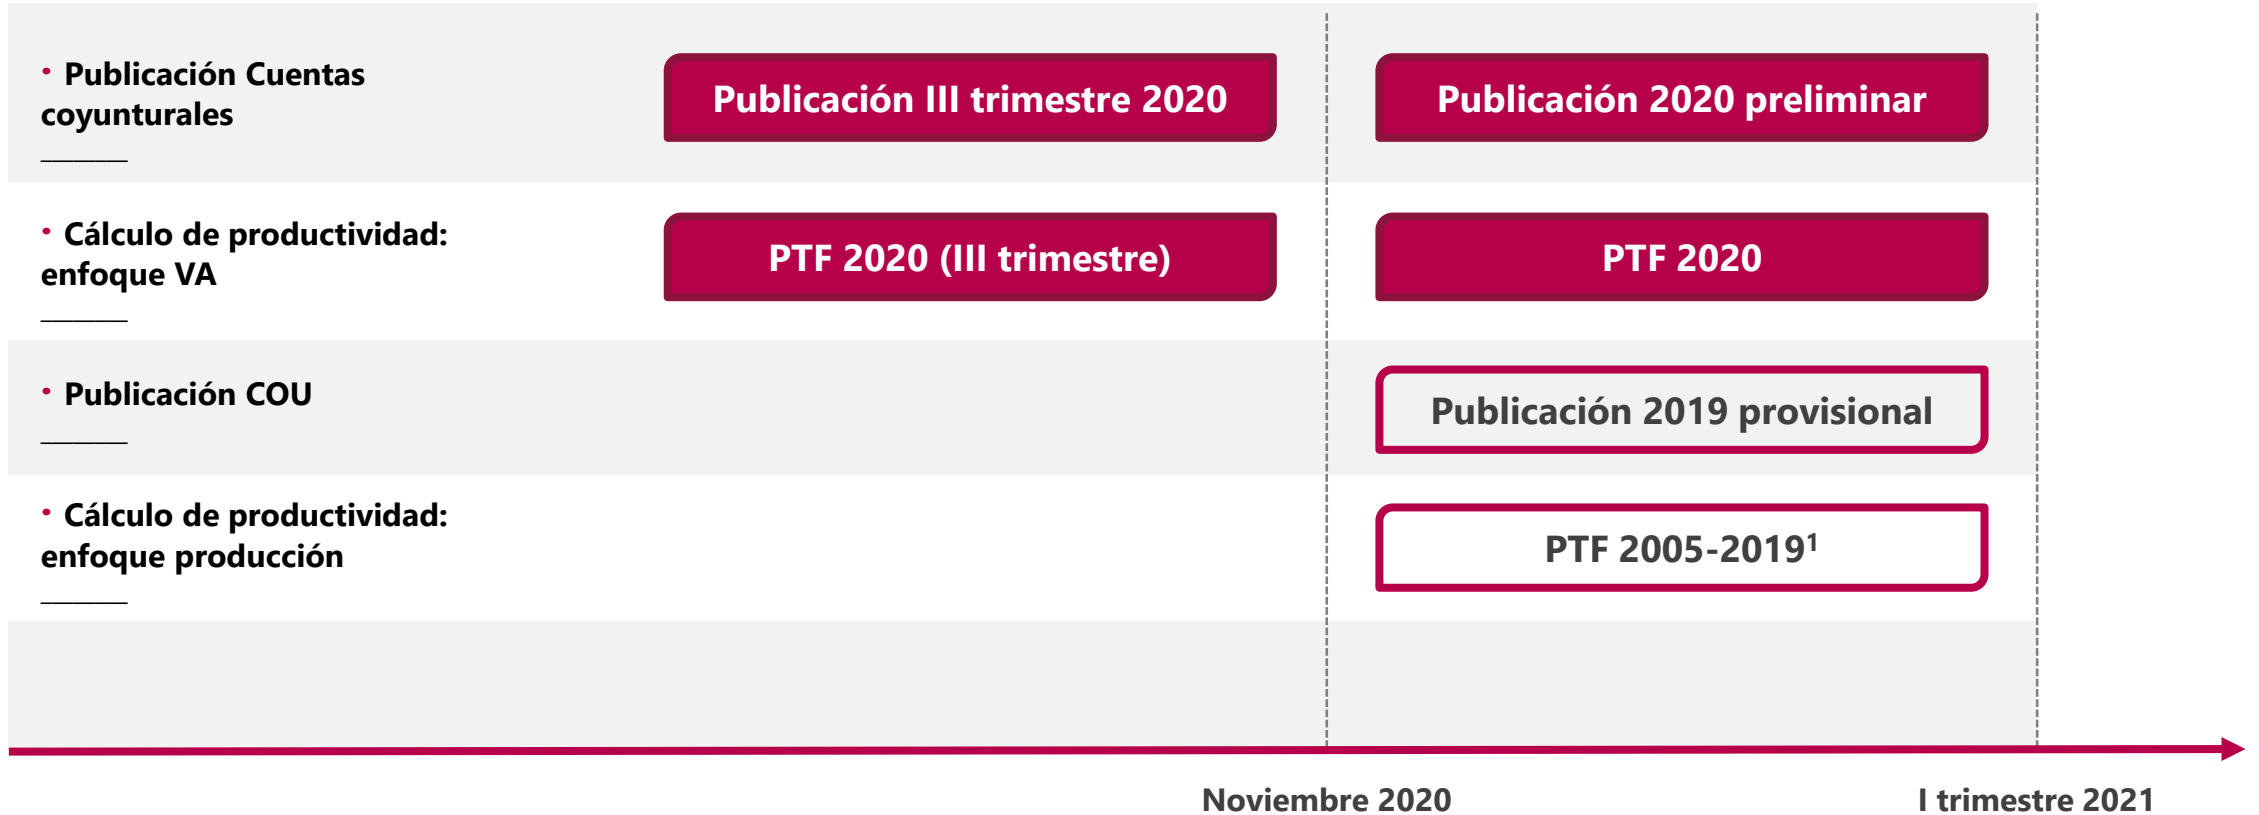 · Publicación Cuentas
coyunturales
Publicación III trimestre 2020
Publicación 2020 preliminar
· Cálculo de productividad:
enfoque VA
PTF 2020 (III trimestre)
PTF 2020
· Publicación COU
Publicación 2019 provisional
· Cálculo de productividad:
enfoque producción
PTF 2005-2019¹
Noviembre 2020
I trimestre 2021